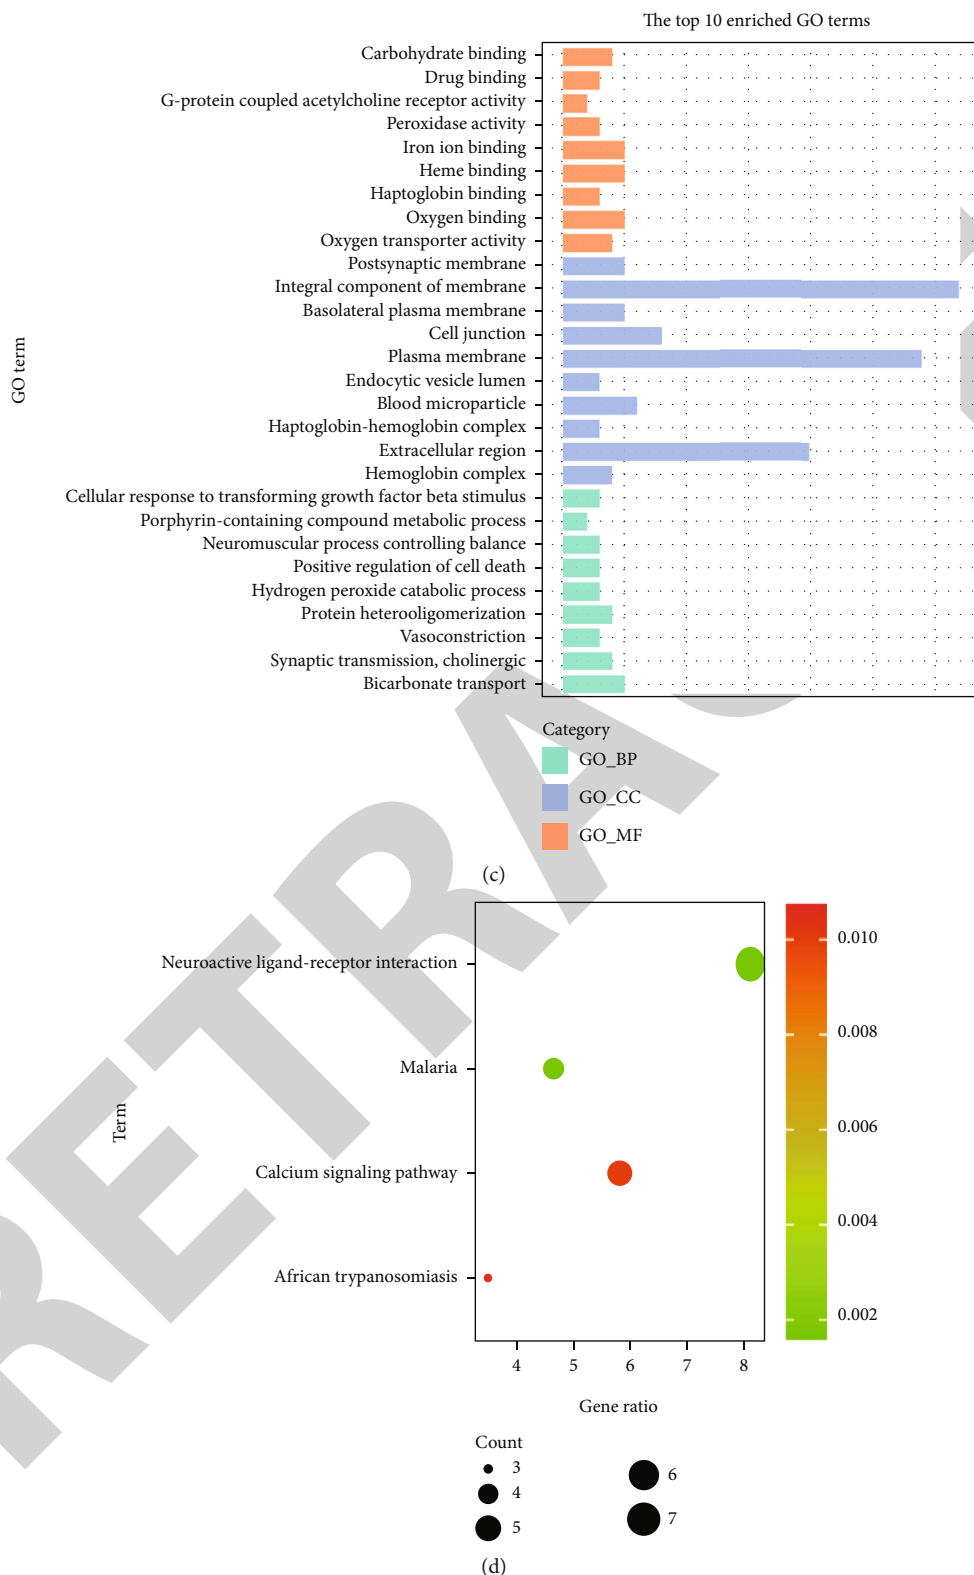 The top 10 enriched GO terms
Carbohydrate binding
Drug binding
G-protein coupled acetylcholine receptor activity
Peroxidase activity
Iron ion binding
Heme binding
Haptoglobin binding
Oxygen binding
Oxygen transporter activity
Postsynaptic membrane
Integral component of membrane
Basolateral plasma membrane
Cell junction
Plasma membrane
Endocytic vesicle lumen
Blood microparticle
Haptoglobin-hemoglobin complex
Extracellular region
Hemoglobin complex
Cellular response to transforming growth factor beta stimulus
Porphyrin-containing compound metabolic process
Neuromuscular process controlling balance
Positive regulation of cell death
Hydrogen peroxide catabolic process
Protein heterooligomerization
Vasoconstriction
Synaptic transmission, cholinergic
Bicarbonate transport
GO term
Category
GO_BP
GO_CC
GO_MF
(c)
Neuroactive ligand-receptor interaction
Malaria
Calcium signaling pathway
African trypanosomiasis
Term
4 5 6 7 8
Gene ratio
0.010
0.008
0.006
0.004
0.002
Count
3
4
5
6
7
(d)
RETRAC